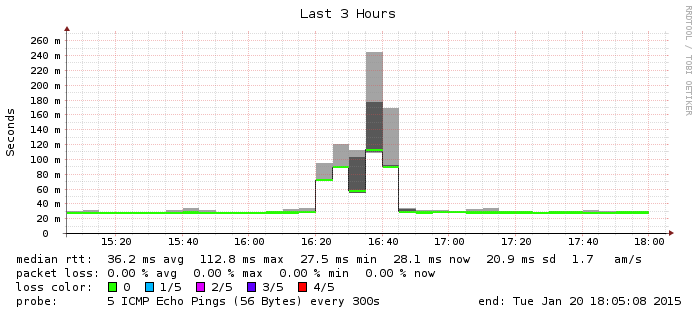 Last 3 Hours
RRDTOOL / TOBI OETIKER
Seconds
260 m
240 m
220 m
200 m
180 m
160 m
140 m
120 m
100 m
80 m
60 m
40 m
20 m
0
15:20 15:40 16:00 16:20 16:40 17:00 17:20 17:40 18:00
median rtt: 36.2 ms avg 112.8 ms max 27.5 ms min 28.1 ms now 20.9 ms sd 1.7 am/s
packet loss: 0.00 % avg 0.00 % max 0.00 % min 0.00 % now
loss color: 0 1/5 2/5 3/5 4/5
probe: 5 ICMP Echo Pings (56 Bytes) every 300s end: Tue Jan 20 18:05:08 2015